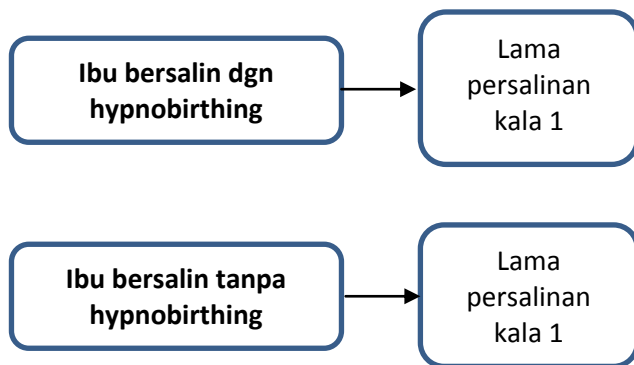 Ibu bersalin dgn
hypnobirthing
Lama
persalinan
kala 1
Ibu bersalin tanpa
hypnobirthing
Lama
persalinan
kala 1